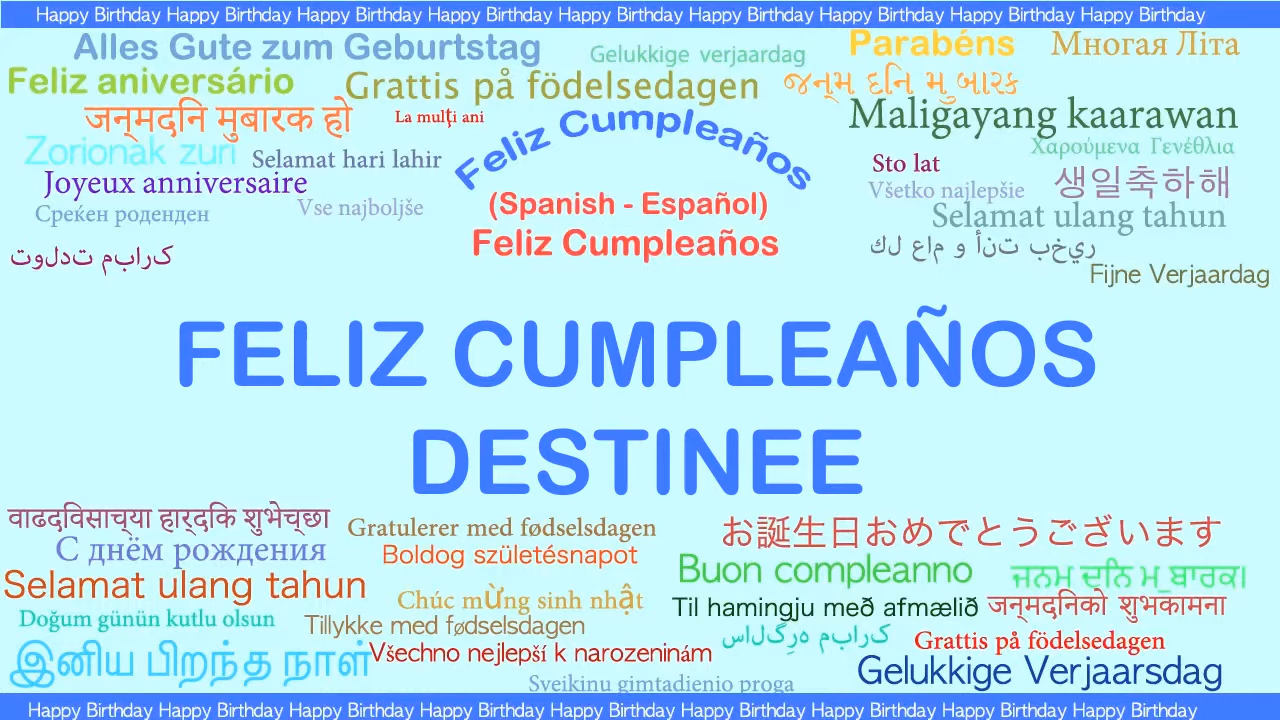 Happy Birthday Happy Birthday Happy Birthday Happy Birthday Happy Birthday Happy Birthday Happy Birthday Happy Birthday Happy Birthday
Alles Gute zum Geburtstag
Gelukkige verjaardag
Parabéns
Многая Літа
Feliz aniversário
Grattis på födelsedagen
જન્મ દિન મુબારક
जन्मदिन मुबारक हो
La mulţi ani
Feliz Cumpleaños
Maligayang kaarawan
Zorionak zuri
Selamat hari lahir
Χαρούμενα Γενέθλια
Sto lat
Joyeux anniversaire
Všetko najlepšie
생일축하해
(Spanish - Español)
Среќен роденден
Vse najboljše
Selamat ulang tahun
Feliz Cumpleaños
تولدت مبارک
كل عام و أنت بخير
Fijne Verjaardag
FELIZ CUMPLEAÑOS
DESTINEE
वाढदिवसाच्या हार्दिक शुभेच्छा
Gratulerer med fødselsdagen
お誕生日おめでとうございます
С днём рождения
Boldog születésnapot
Buon compleanno
ਜਨਮ ਦਿਨ ਮੁਬਾਰਕ।
Selamat ulang tahun
Chúc mừng sinh nhật
Til hamingju með afmælið
जन्मदिनको शुभकामना
Doğum günün kutlu olsun
Tillykke med fødselsdagen
سالگرہ مبارک
Grattis på födelsedagen
இனிய பிறந்த நாள்
Všechno nejlepší k narozeninám
Gelukkige Verjaarsdag
Sveikinu gimtadienio proga
Happy Birthday Happy Birthday Happy Birthday Happy Birthday Happy Birthday Happy Birthday Happy Birthday Happy Birthday Happy Birthday